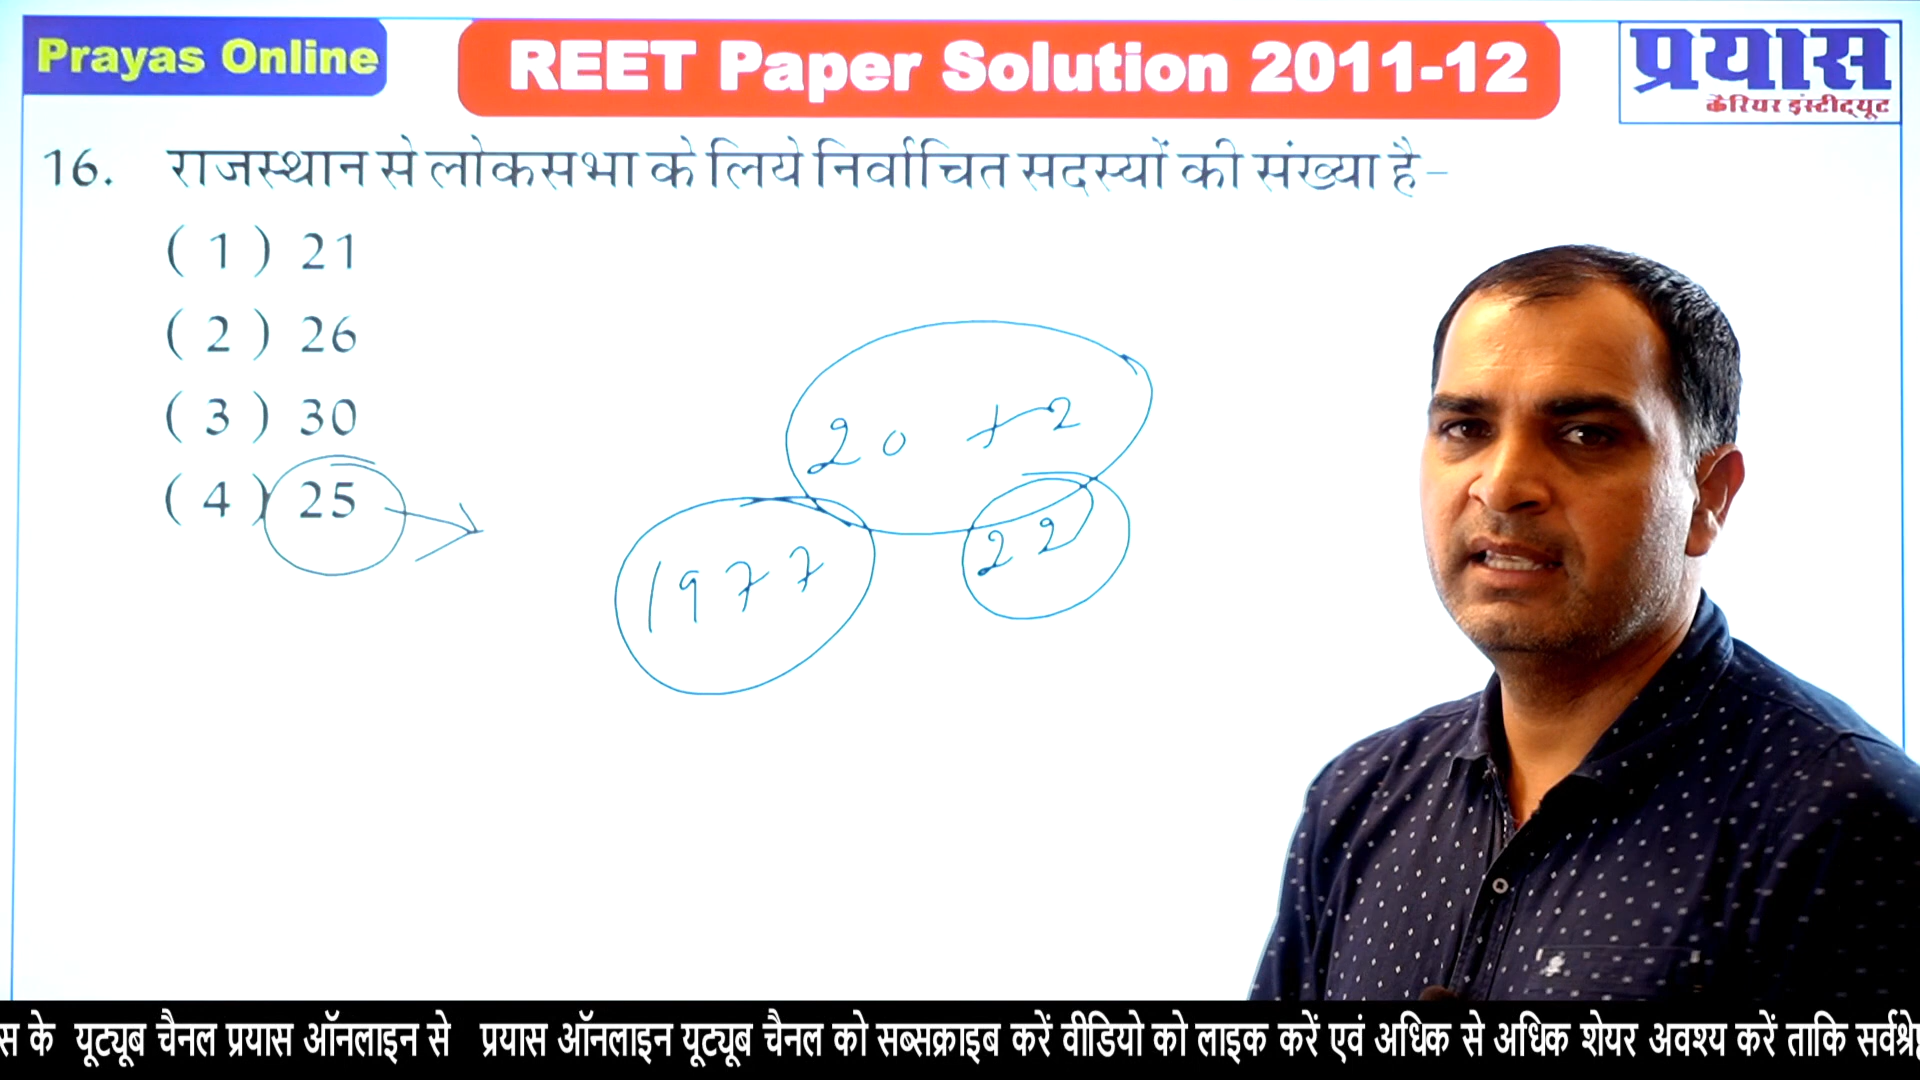 Prayas Online
REET Paper Solution 2011-12
प्रयास
कैरियर इंस्टीट्यूट
16. राजस्थान से लोकसभा के लिये निर्वाचित सदस्यों की संख्या है-
( 1 ) 21
( 2 ) 26
( 3 ) 30
( 4 ) 25
20 + 2
22
1977
स के यूट्यूब चैनल प्रयास ऑनलाइन से प्रयास ऑनलाइन यूट्यूब चैनल को सब्सक्राइब करें वीडियो को लाइक करें एवं अधिक से अधिक शेयर अवश्य करें ताकि सर्वश्रे